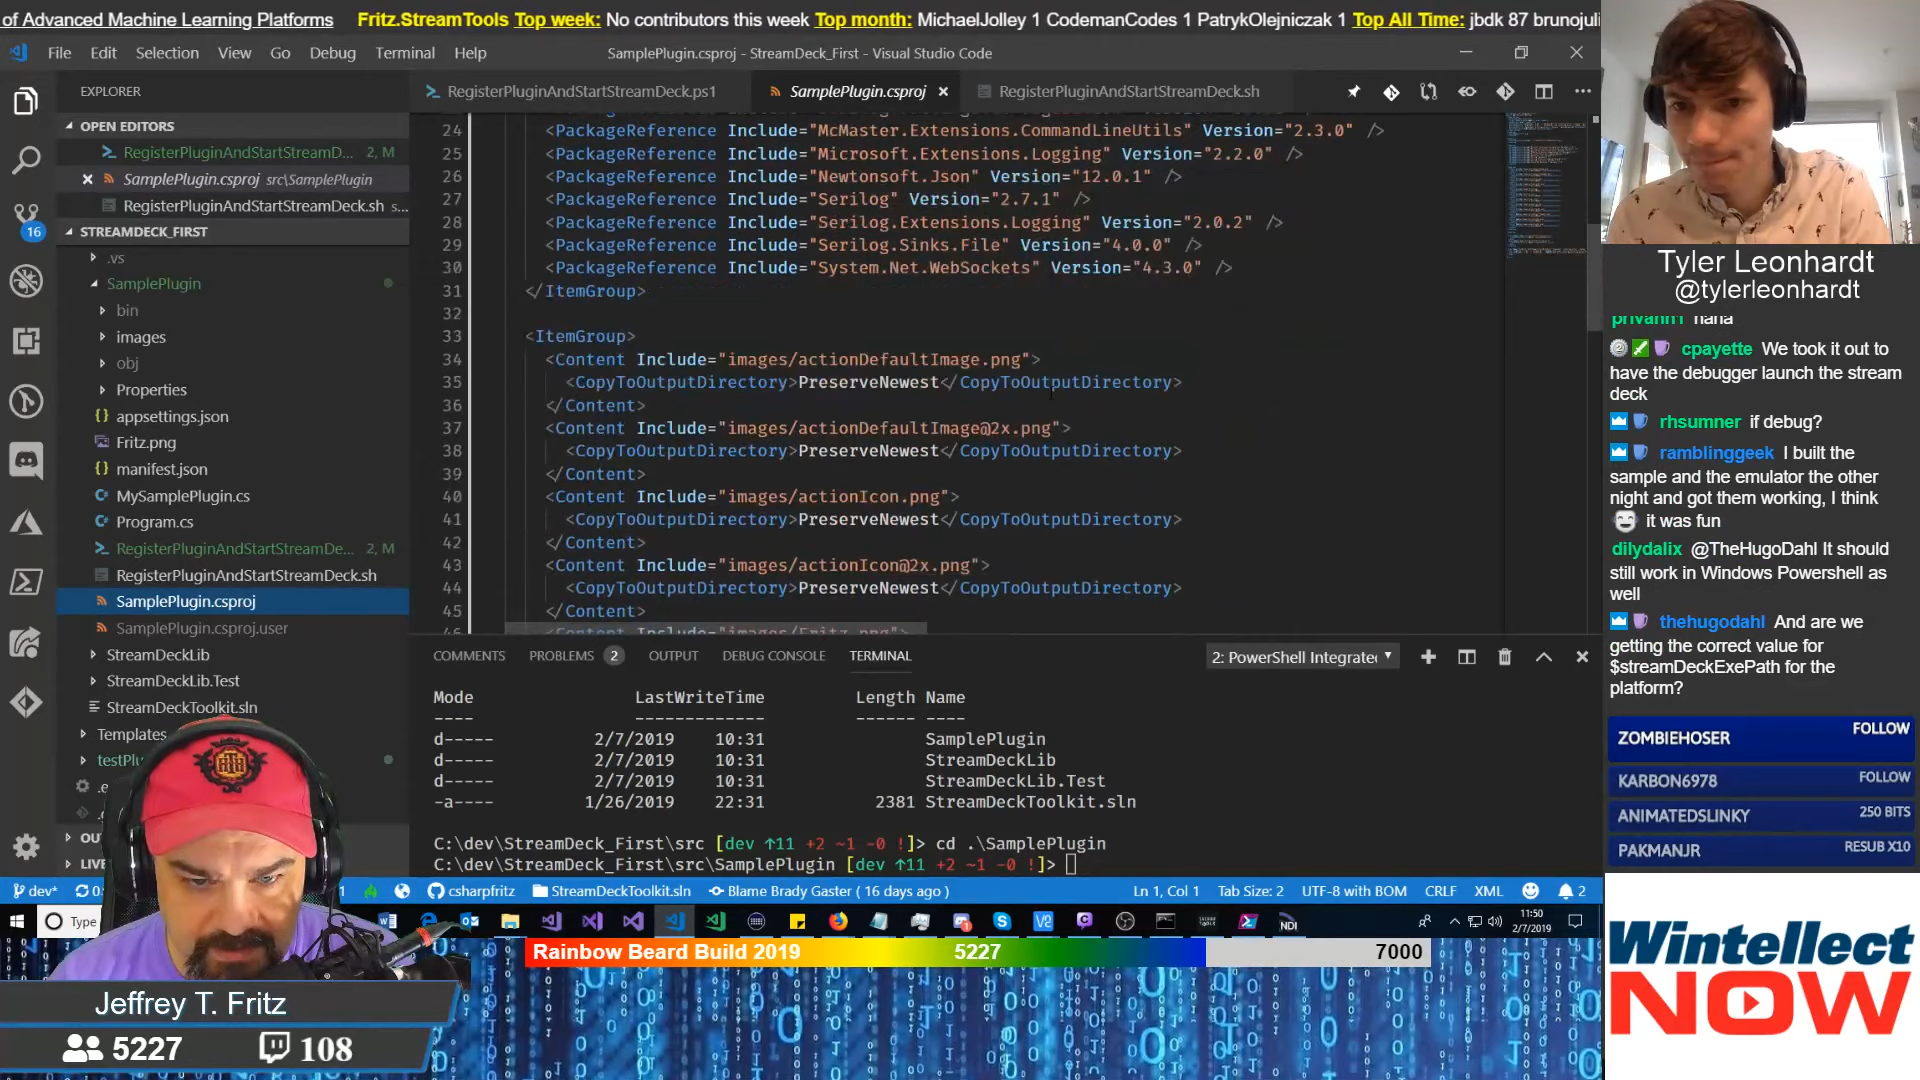 of Advanced Machine Learning Platforms Fritz.StreamTools Top week: No contributors this week Top month: MichaelJolley 1 CodemanCodes 1 PatrykOlejniczak 1 Top All Time: jbdk 87 brunojuli
File Edit Selection View Go Debug Terminal Help
SamplePlugin.csproj - StreamDeck_First - Visual Studio Code
EXPLORER
OPEN EDITORS
RegisterPluginAndStartStreamD... 2, M
SamplePlugin.csproj src\SamplePlugin
RegisterPluginAndStartStreamDeck.sh s...
STREAMDECK_FIRST
16
.vs
SamplePlugin
bin
images
obj
Properties
appsettings.json
Fritz.png
manifest.json
MySamplePlugin.cs
Program.cs
RegisterPluginAndStartStreamDe... 2, M
RegisterPluginAndStartStreamDeck.sh
SamplePlugin.csproj
SamplePlugin.csproj.user
StreamDeckLib
StreamDeckLib.Test
StreamDeckToolkit.sln
Templates
testPlu
OU
LIVE
RegisterPluginAndStartStreamDeck.ps1
SamplePlugin.csproj
RegisterPluginAndStartStreamDeck.sh
24 <PackageReference Include="McMaster.Extensions.CommandLineUtils" Version="2.3.0" />
25 <PackageReference Include="Microsoft.Extensions.Logging" Version="2.2.0" />
26 <PackageReference Include="Newtonsoft.Json" Version="12.0.1" />
27 <PackageReference Include="Serilog" Version="2.7.1" />
28 <PackageReference Include="Serilog.Extensions.Logging" Version="2.0.2" />
29 <PackageReference Include="Serilog.Sinks.File" Version="4.0.0" />
30 <PackageReference Include="System.Net.WebSockets" Version="4.3.0" />
31 </ItemGroup>
32
33 <ItemGroup>
34 <Content Include="images/actionDefaultImage.png">
35 <CopyToOutputDirectory>PreserveNewest</CopyToOutputDirectory>
36 </Content>
37 <Content Include="images/actionDefaultImage@2x.png">
38 <CopyToOutputDirectory>PreserveNewest</CopyToOutputDirectory>
39 </Content>
40 <Content Include="images/actionIcon.png">
41 <CopyToOutputDirectory>PreserveNewest</CopyToOutputDirectory>
42 </Content>
43 <Content Include="images/actionIcon@2x.png">
44 <CopyToOutputDirectory>PreserveNewest</CopyToOutputDirectory>
45 </Content>
46 <Content Include="images/Fritz.png">
COMMENTS PROBLEMS 2 OUTPUT DEBUG CONSOLE TERMINAL 2: PowerShell Integrate
Mode LastWriteTime Length Name
---- ------------- ------ ----
d----- 2/7/2019 10:31 SamplePlugin
d----- 2/7/2019 10:31 StreamDeckLib
d----- 2/7/2019 10:31 StreamDeckLib.Test
-a---- 1/26/2019 22:31 2381 StreamDeckToolkit.sln
C:\dev\StreamDeck_First\src [dev ↑11 +2 ~1 -0 !]> cd .\SamplePlugin
C:\dev\StreamDeck_First\src\SamplePlugin [dev ↑11 +2 ~1 -0 !]>
dev* csharpfritz StreamDeckToolkit.sln Blame Brady Gaster ( 16 days ago ) Ln 1, Col 1 Tab Size: 2 UTF-8 with BOM CRLF XML 2
Type
NDI
11:50
2/7/2019
Rainbow Beard Build 2019 5227 7000
Jeffrey T. Fritz
5227 108
Tyler Leonhardt
@tylerleonhardt
haha
cpayette We took it out to
have the debugger launch the stream
deck
rhsumner if debug?
ramblinggeek I built the
sample and the emulator the other
night and got them working, I think
it was fun
dilydalix @TheHugoDahl It should
still work in Windows Powershell as
well
thehugodahl And are we
getting the correct value for
$streamDeckExePath for the
platform?
ZOMBIEHOSER FOLLOW
KARBON6978 FOLLOW
ANIMATEDSLINKY 250 BITS
PAKMANJR RESUB X10
Wintellect
NOW